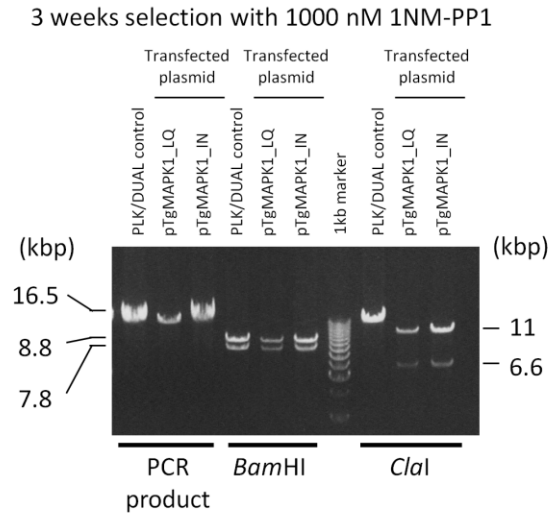 3 weeks selection with 1000 nM 1NM-PP1
Transfected
plasmid
Transfected
plasmid
Transfected
plasmid
PLK/DUAL control
pTgMAPK1_LQ
pTgMAPK1_IN
PLK/DUAL control
pTgMAPK1_LQ
pTgMAPK1_IN
1kb marker
PLK/DUAL control
pTgMAPK1_LQ
pTgMAPK1_IN
(kbp)
(kbp)
16.5
8.8
7.8
11
6.6
PCR
product
BamHI
ClaI